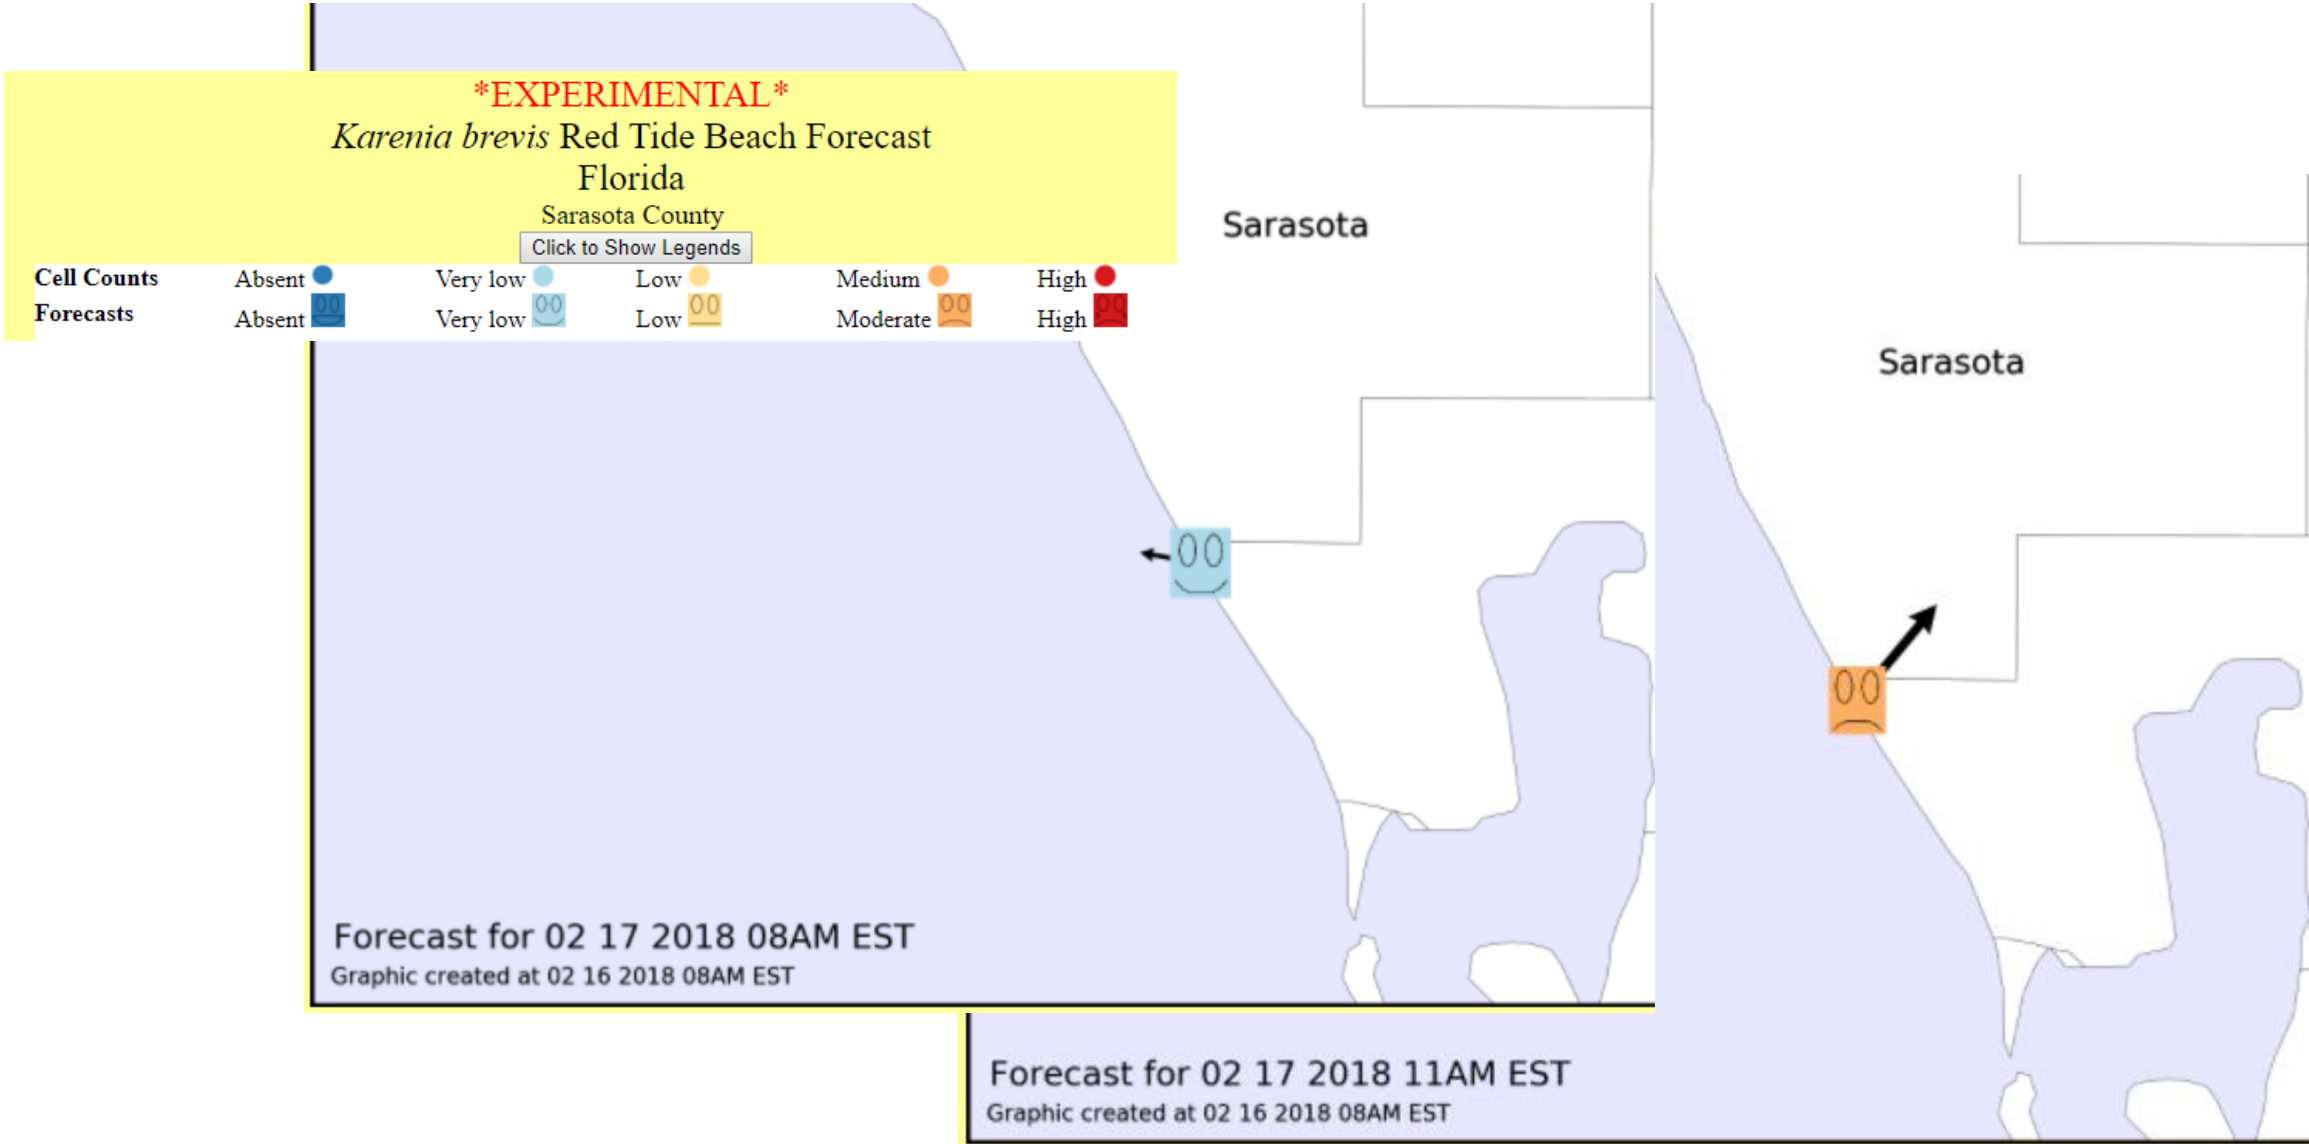 *EXPERIMENTAL*
Karenia brevis Red Tide Beach Forecast
Florida
Sarasota County
Click to Show Legends
Cell Counts Absent Very low Low Medium High
Forecasts Absent Very low Low Moderate High
Sarasota
Sarasota
Forecast for 02 17 2018 08AM EST
Graphic created at 02 16 2018 08AM EST
Forecast for 02 17 2018 11AM EST
Graphic created at 02 16 2018 08AM EST